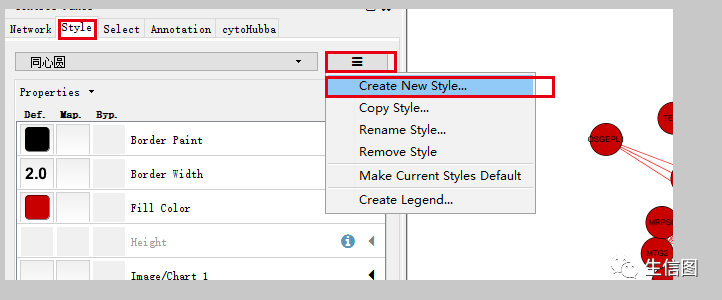 Network Style Select Annotation cytoHubba
同心圆
Create New Style...
Properties
Copy Style...
Def. Map. Byp.
Rename Style...
Border Paint
Remove Style
2.0 Border Width
Make Current Styles Default
Fill Color
Create Legend...
Height
Image/Chart 1
OSGEPL1
MTG2
生信图